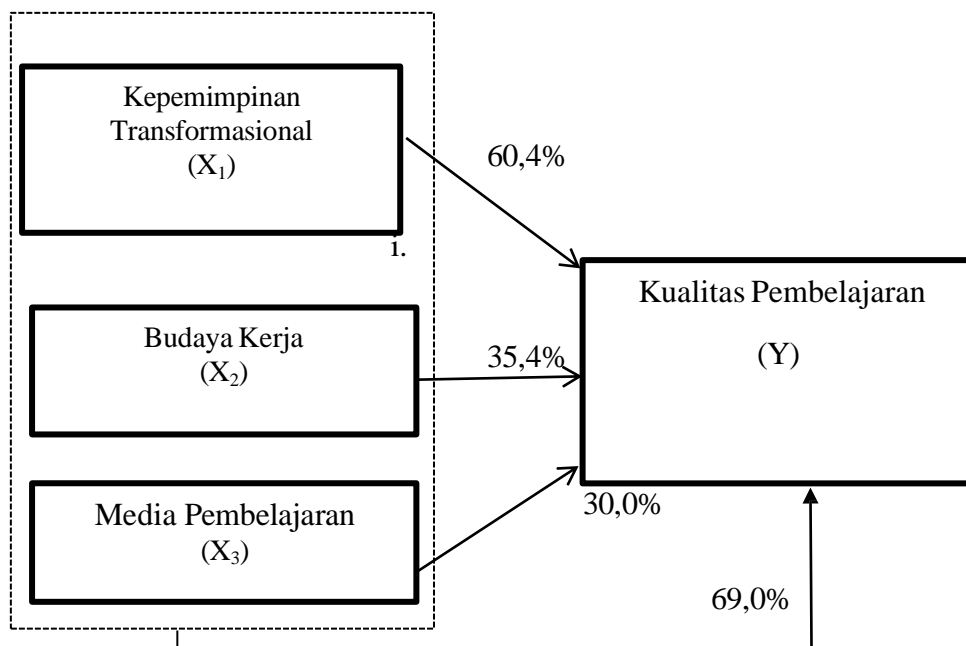 Kepemimpinan
Transformasional
(X₁)
60,4%
i.
Kualitas Pembelajaran
(Y)
Budaya Kerja
(X₂)
35,4%
Media Pembelajaran
(X₃)
30,0%
69,0%